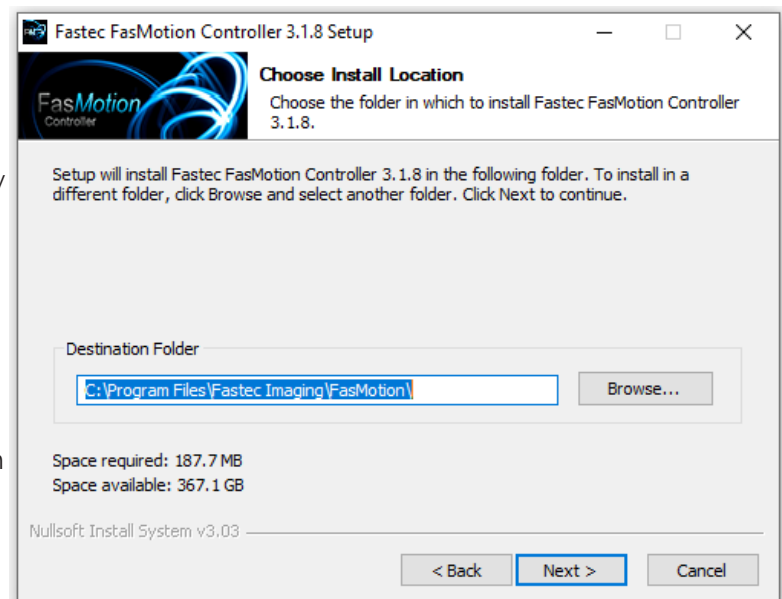 Fastec FasMotion Controller 3.1.8 Setup
FasMotion
Controller
Choose Install Location
Choose the folder in which to install Fastec FasMotion Controller
3.1.8.
Setup will install Fastec FasMotion Controller 3.1.8 in the following folder. To install in a
different folder, click Browse and select another folder. Click Next to continue.
Destination Folder
C:\Program Files\Fastec Imaging\FasMotion\
Browse...
Space required: 187.7 MB
Space available: 367.1 GB
Nullsoft Install System v3.03
< Back
Next >
Cancel